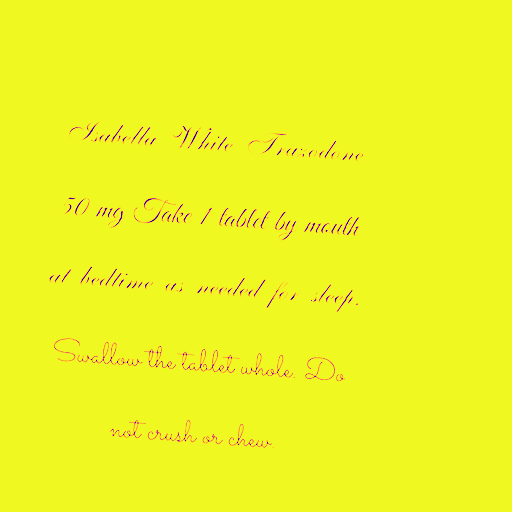 Isabella White Trazodone
50 mg Take 1 tablet by mouth
at bedtime as needed for sleep.
Swallow the tablet whole. Do
not crush or chew.